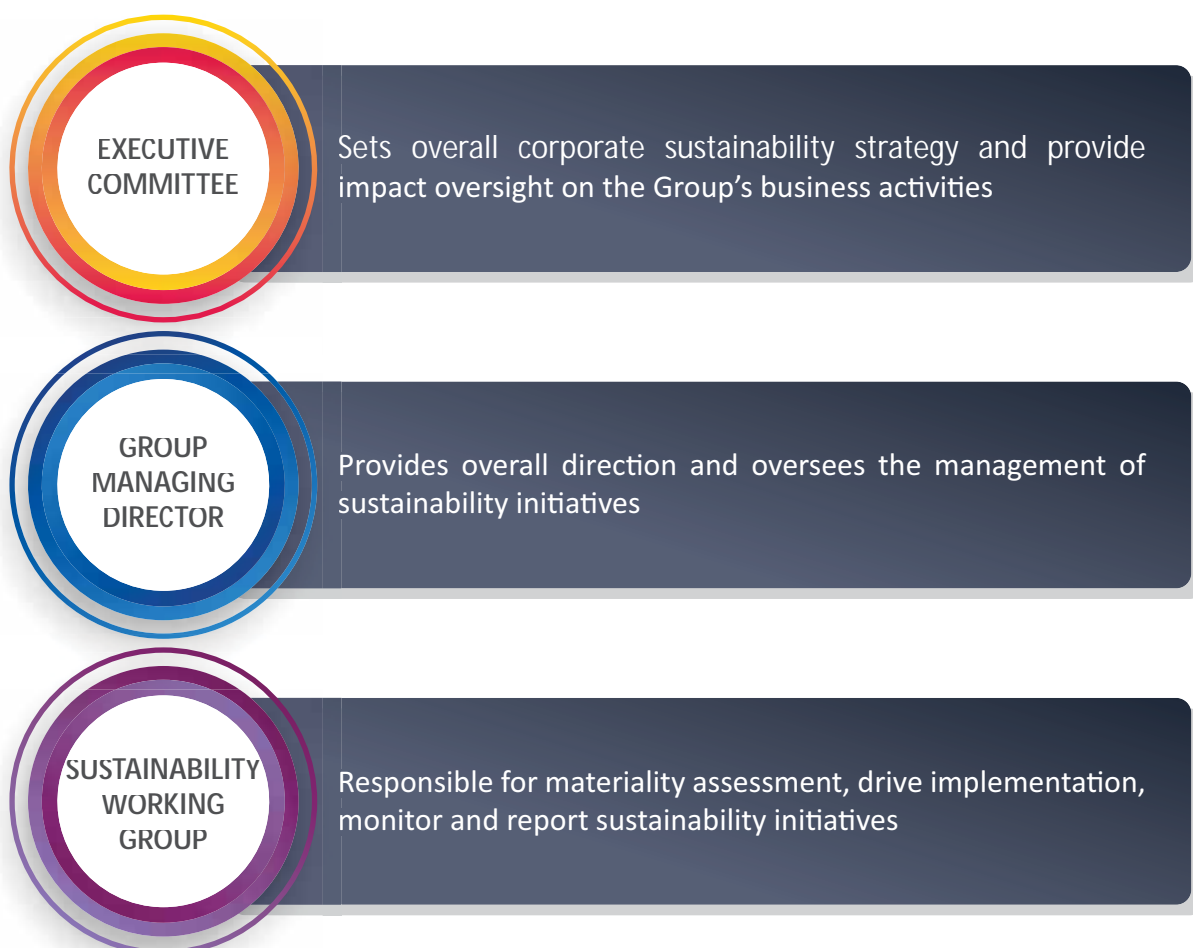 EXECUTIVE
COMMITTEE
Sets overall corporate sustainability strategy and provide
impact oversight on the Group’s business activities
GROUP
MANAGING
DIRECTOR
Provides overall direction and oversees the management of
sustainability initiatives
SUSTAINABILITY
WORKING
GROUP
Responsible for materiality assessment, drive implementation,
monitor and report sustainability initiatives